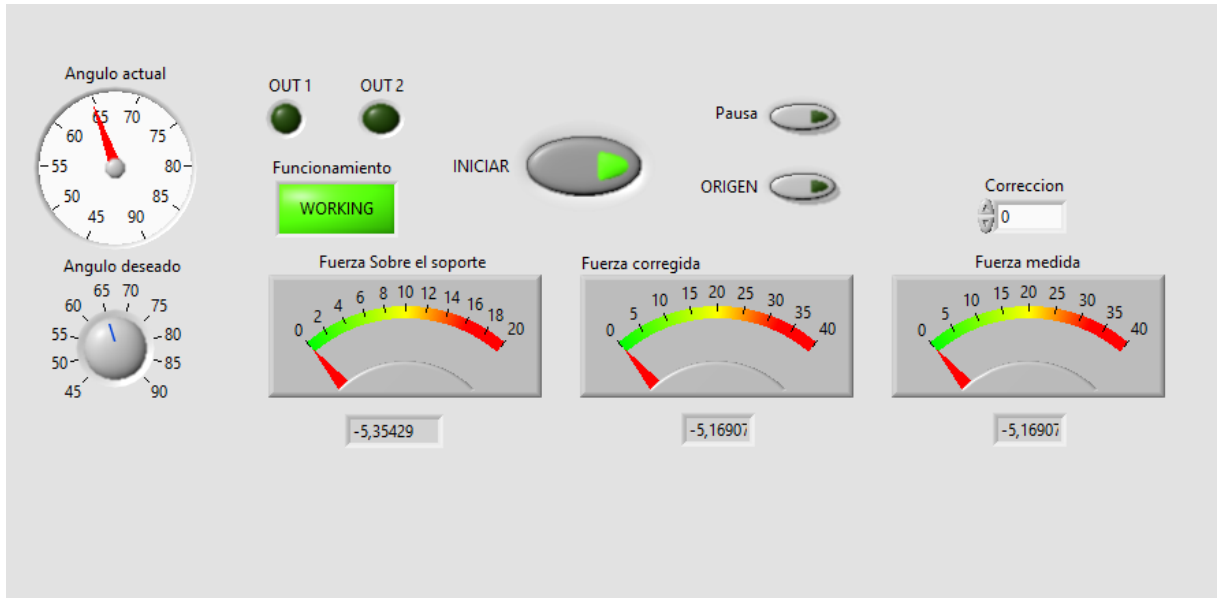 Angulo actual
45 50 55 60 65 70 75 80 85 90
OUT 1
OUT 2
Funcionamiento
WORKING
INICIAR
Pausa
ORIGEN
Correccion
0
Angulo deseado
45 50 55 60 65 70 75 80 85 90
Fuerza Sobre el soporte
0 2 4 6 8 10 12 14 16 18 20
-5,35429
Fuerza corregida
0 5 10 15 20 25 30 35 40
-5,16907
Fuerza medida
0 5 10 15 20 25 30 35 40
-5,16907